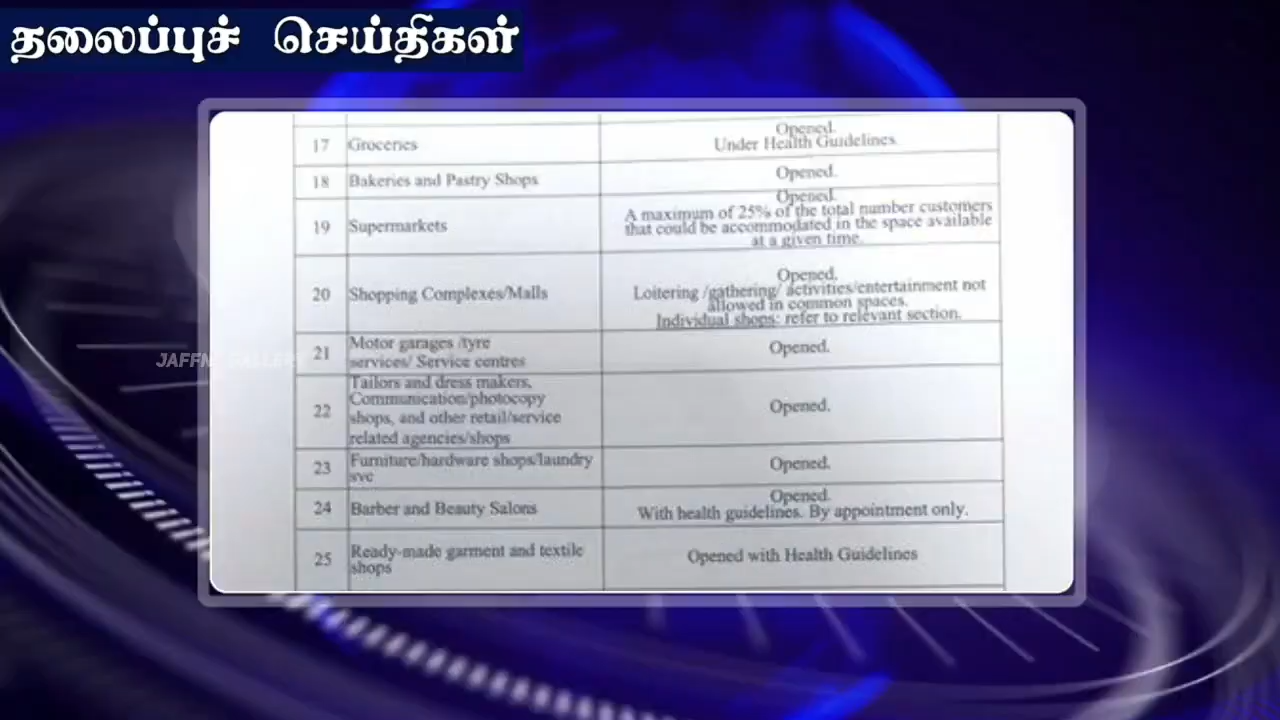 தலைப்புச் செய்திகள்
17 Groceries Opened.
Under Health Guidelines.
18 Bakeries and Pastry Shops Opened.
19 Supermarkets Opened.
A maximum of 25% of the total number customers
that could be accommodated in the space available
at a given time.
20 Shopping Complexes/Malls Opened.
Loitering /gathering/ activities/entertainment not
allowed in common spaces.
Individual shops: refer to relevant section.
21 Motor garages /tyre
services/ Service centres Opened.
22 Tailors and dress makers,
Communication/photocopy
shops, and other retail/service
related agencies/shops Opened.
23 Furniture/hardware shops/laundry
svc Opened.
24 Barber and Beauty Salons Opened.
With health guidelines. By appointment only.
25 Ready-made garment and textile
shops Opened with Health Guidelines